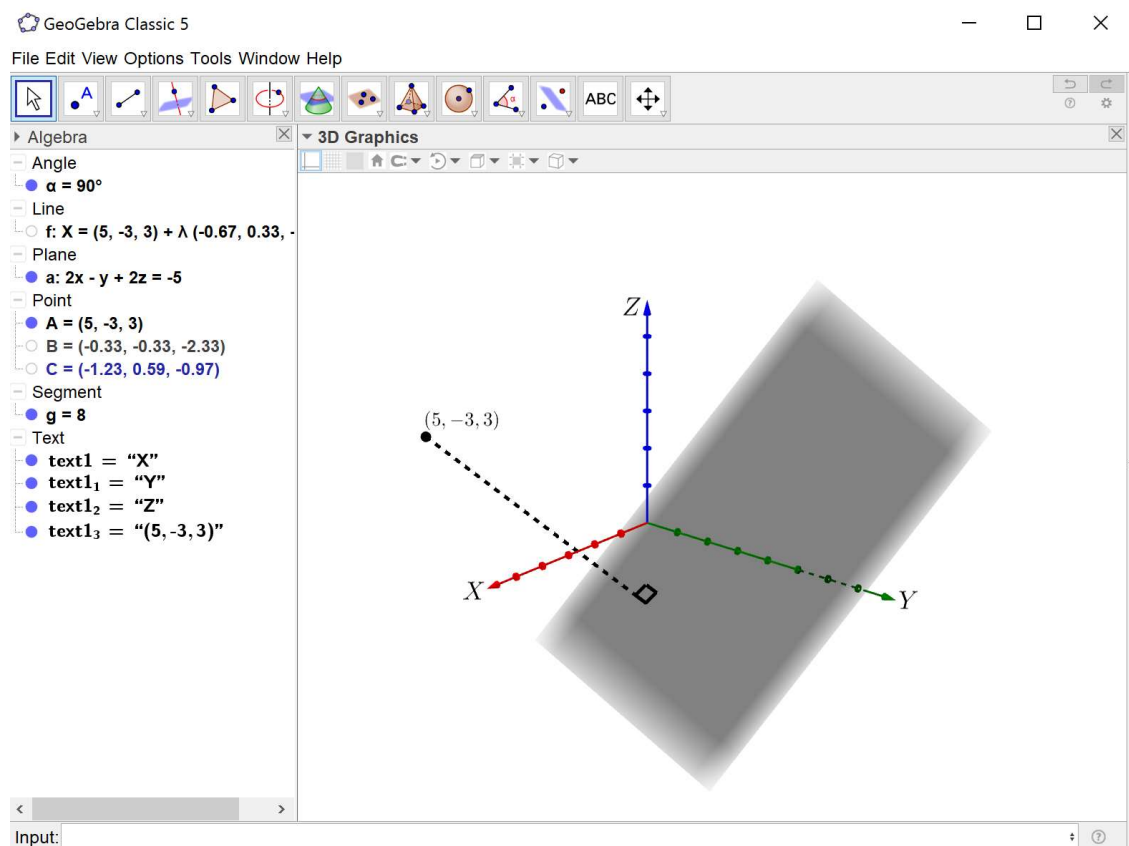 GeoGebra Classic 5
File Edit View Options Tools Window Help
A
α
ABC
Algebra
3D Graphics
Angle
α = 90°
Line
f: X = (5, -3, 3) + λ (-0.67, 0.33, -
Plane
a: 2x - y + 2z = -5
Point
A = (5, -3, 3)
B = (-0.33, -0.33, -2.33)
C = (-1.23, 0.59, -0.97)
Segment
g = 8
Text
text1 = “X”
text1₁ = “Y”
text1₂ = “Z”
text1₃ = “(5, -3, 3)”
Z
(5, −3, 3)
X
Y
Input: